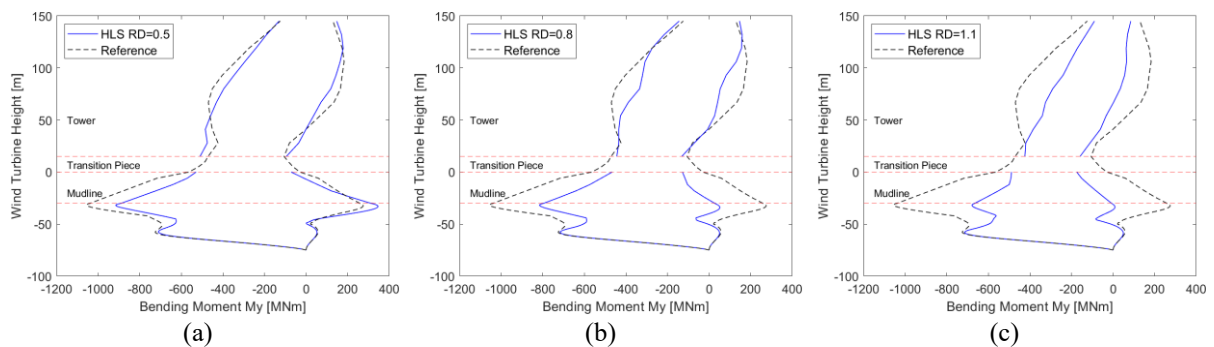 150
100
50
0
-50
-100
Wind Turbine Height [m]
HLS RD=0.5
Reference
Tower
Transition Piece
Mudline
-1200 -1000 -800 -600 -400 -200 0 200 400
Bending Moment My [MNm]
(a)
150
100
50
0
-50
-100
Wind Turbine Height [m]
HLS RD=0.8
Reference
Tower
Transition Piece
Mudline
-1200 -1000 -800 -600 -400 -200 0 200 400
Bending Moment My [MNm]
(b)
150
100
50
0
-50
-100
Wind Turbine Height [m]
HLS RD=1.1
Reference
Tower
Transition Piece
Mudline
-1200 -1000 -800 -600 -400 -200 0 200 400
Bending Moment My [MNm]
(c)